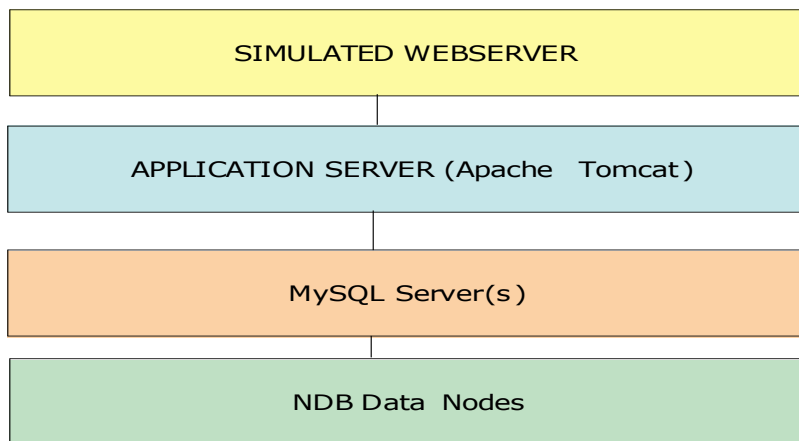 SIMULATED WEBSERVER
APPLICATION SERVER (Apache Tomcat)
MySQL Server(s)
NDB Data Nodes